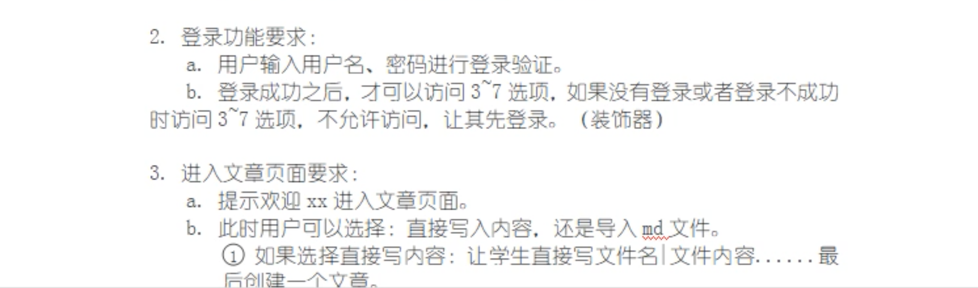 2. 登录功能要求:
a. 用户输入用户名、密码进行登录验证。
b. 登录成功之后，才可以访问 3~7 选项，如果没有登录或者登录不成功
时访问 3~7 选项，不允许访问，让其先登录。（装饰器）
3. 进入文章页面要求:
a. 提示欢迎 xx 进入文章页面。
b. 此时用户可以选择: 直接写入内容，还是导入 md 文件。
① 如果选择直接写内容: 让学生直接写文件名|文件内容......最
后创建一个文章。